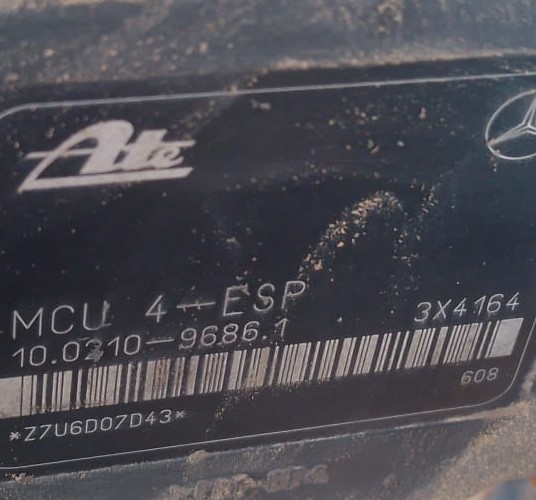 Ate
MCU 4-ESP
10.0210-9686.1
3X4164
608
*Z7U6D07D43*